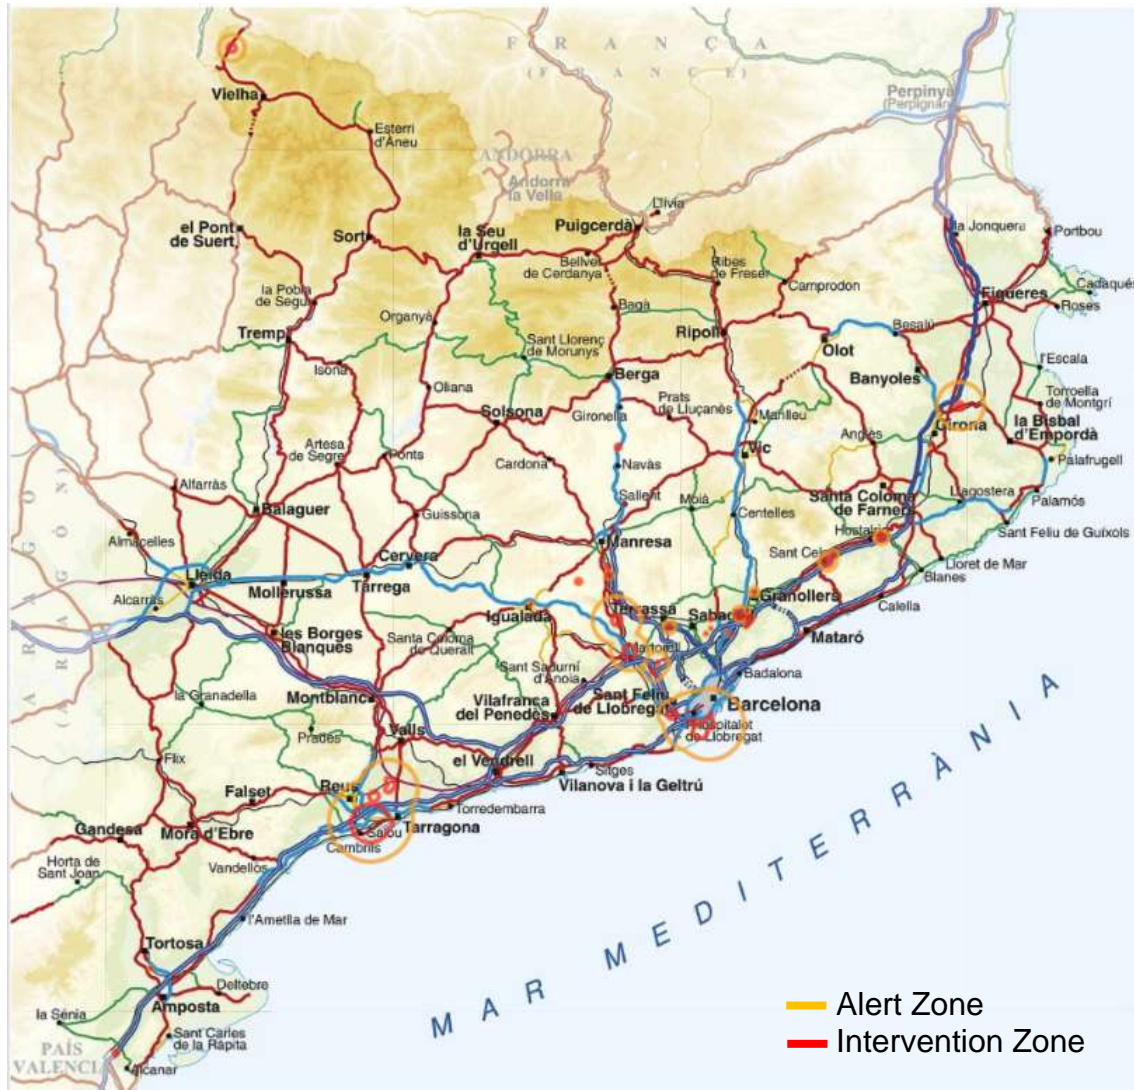 F R A N Ç A
( F R A N C E )
Perpinyà
(Perpignan)
Vielha
Esterri
d'Àneu
ANDORRA
Andorra
la Vella
Llívia
Puigcerdà
el Pont
de Suert
Sort
la Seu
d'Urgell
la Jonquera
Portbou
Bellver
de Cerdanya
Ribes
de Freser
Camprodon
Cadaqués
la Pobla
de Segur
Bagà
Figueres
Roses
Organyà
Tremp
Sant Llorenç
de Morunys
Ripoll
Olot
Besalú
Isona
l'Escala
Berga
Banyoles
Oliana
Gironella
Prats
de Lluçanès
Manlleu
Torroella
de Montgrí
Solsona
Girona
la Bisbal
d'Empordà
Artesa
de Segre
Ponts
Cardona
Navàs
Vic
Anglès
Palafrugell
Alfarràs
Balaguer
Guissona
Sallent
Moià
Santa Coloma
de Farners
Llagostera
Palamós
Centelles
Sant Feliu de Guíxols
Almacelles
Manresa
Hostalric
Cervera
Sant Celoni
Lloret de Mar
Lleida
Tàrrega
Blanes
Alcarràs
Mollerussa
Igualada
Terrassa
Granollers
Calella
les Borges
Blanques
Santa Coloma
de Queralt
Mataró
Martorell
Sant Sadurní
d'Anoia
Badalona
la Granadella
Montblanc
Vilafranca
del Penedès
Sant Feliu
de Llobregat
Barcelona
l'Hospitalet
de Llobregat
Prades
Valls
Flix
el Vendrell
Sitges
Vilanova i la Geltrú
Falset
Reus
Torredembarra
Gandesa
Móra d'Ebre
Tarragona
Salou
Cambrils
Horta de
Sant Joan
Vandellòs
l'Ametlla de Mar
Tortosa
Deltebre
Amposta
la Sénia
Sant Carles
de la Ràpita
PAÍS
VALENCIÀ
Alcanar
A R A G Ó
( A R A G Ó N )
M A R M E D I T E R R À N I A
Alert Zone
Intervention Zone